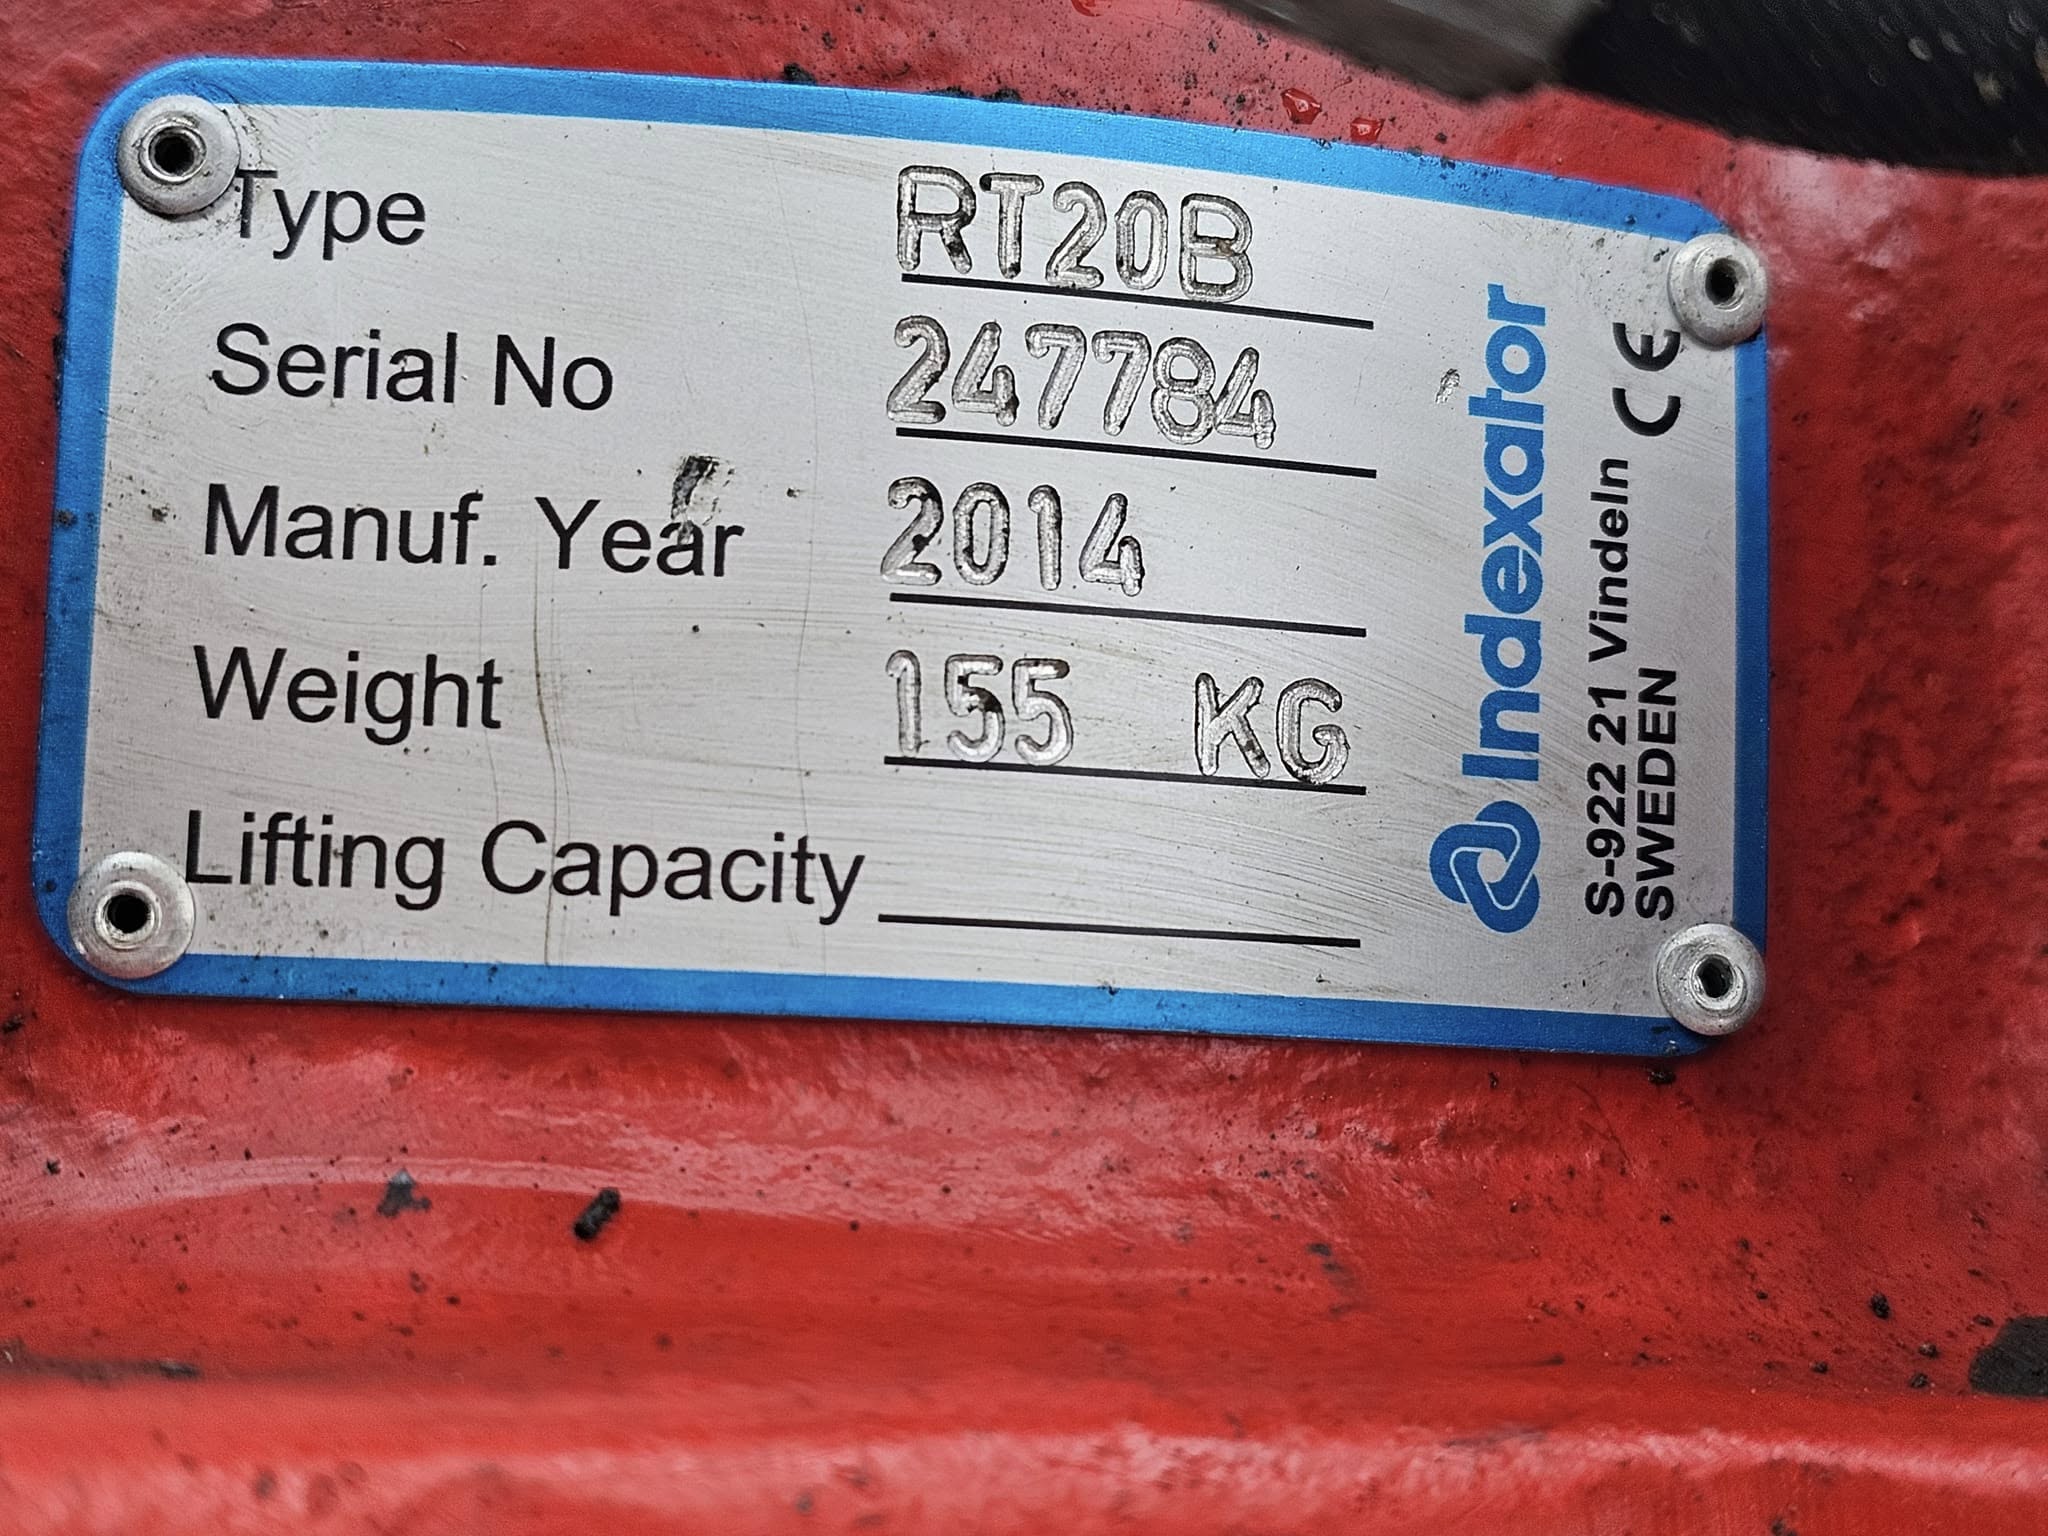 Type RT20B
Serial No 247784
Manuf. Year 2014
Weight 155 KG
Lifting Capacity
Indexator
S-922 21 Vindeln
SWEDEN
CE